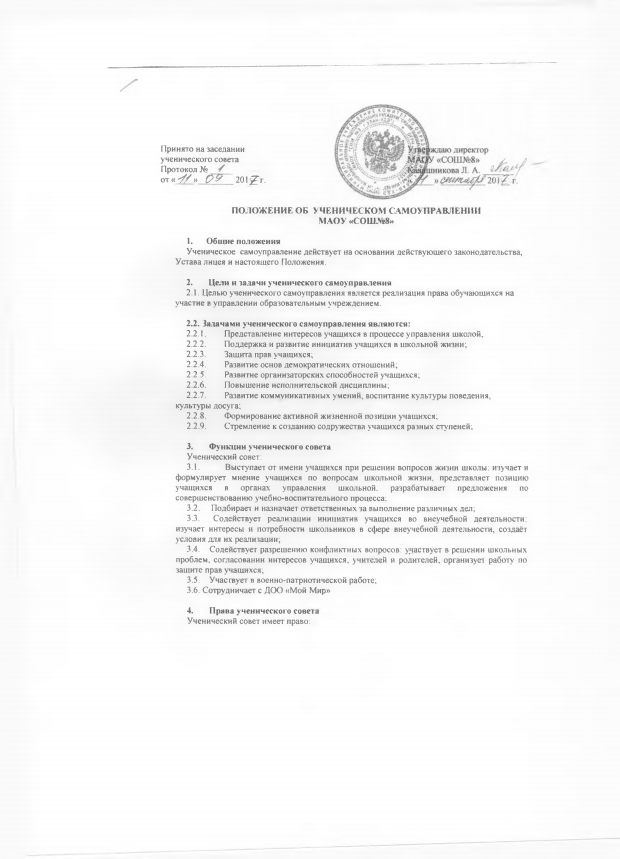 Принято на заседании
ученического совета
Протокол № 1
от « 11 » 09 2017 г.
Утверждаю директор
МАОУ «СОШ№8»
Калашникова Л. А.
« 11 » сентября 2017 г.
ПОЛОЖЕНИЕ ОБ УЧЕНИЧЕСКОМ САМОУПРАВЛЕНИИ
МАОУ «СОШ№8»
1. Общие положения
Ученическое самоуправление действует на основании действующего законодательства,
Устава лицея и настоящего Положения.
2. Цели и задачи ученического самоуправления
2.1. Целью ученического самоуправления является реализация права обучающихся на
участие в управлении образовательным учреждением.
2.2. Задачами ученического самоуправления являются:
2.2.1. Представление интересов учащихся в процессе управления школой,
2.2.2. Поддержка и развитие инициатив учащихся в школьной жизни;
2.2.3. Защита прав учащихся;
2.2.4. Развитие основ демократических отношений;
2.2.5. Развитие организаторских способностей учащихся;
2.2.6. Повышение исполнительской дисциплины;
2.2.7. Развитие коммуникативных умений, воспитание культуры поведения,
культуры досуга;
2.2.8. Формирование активной жизненной позиции учащихся;
2.2.9. Стремление к созданию содружества учащихся разных ступеней;
3. Функции ученического совета
Ученический совет:
3.1. Выступает от имени учащихся при решении вопросов жизни школы: изучает и
формулирует мнение учащихся по вопросам школьной жизни, представляет позицию
учащихся в органах управления школьной, разрабатывает предложения по
совершенствованию учебно-воспитательного процесса;
3.2. Подбирает и назначает ответственных за выполнение различных дел;
3.3. Содействует реализации инициатив учащихся во внеучебной деятельности:
изучает интересы и потребности школьников в сфере внеучебной деятельности, создаёт
условия для их реализации;
3.4. Содействует разрешению конфликтных вопросов: участвует в решении школьных
проблем, согласовании интересов учащихся, учителей и родителей, организует работу по
защите прав учащихся;
3.5. Участвует в военно-патриотической работе,
3.6. Сотрудничает с ДОО «Мой Мир»
4. Права ученического совета
Ученический совет имеет право: